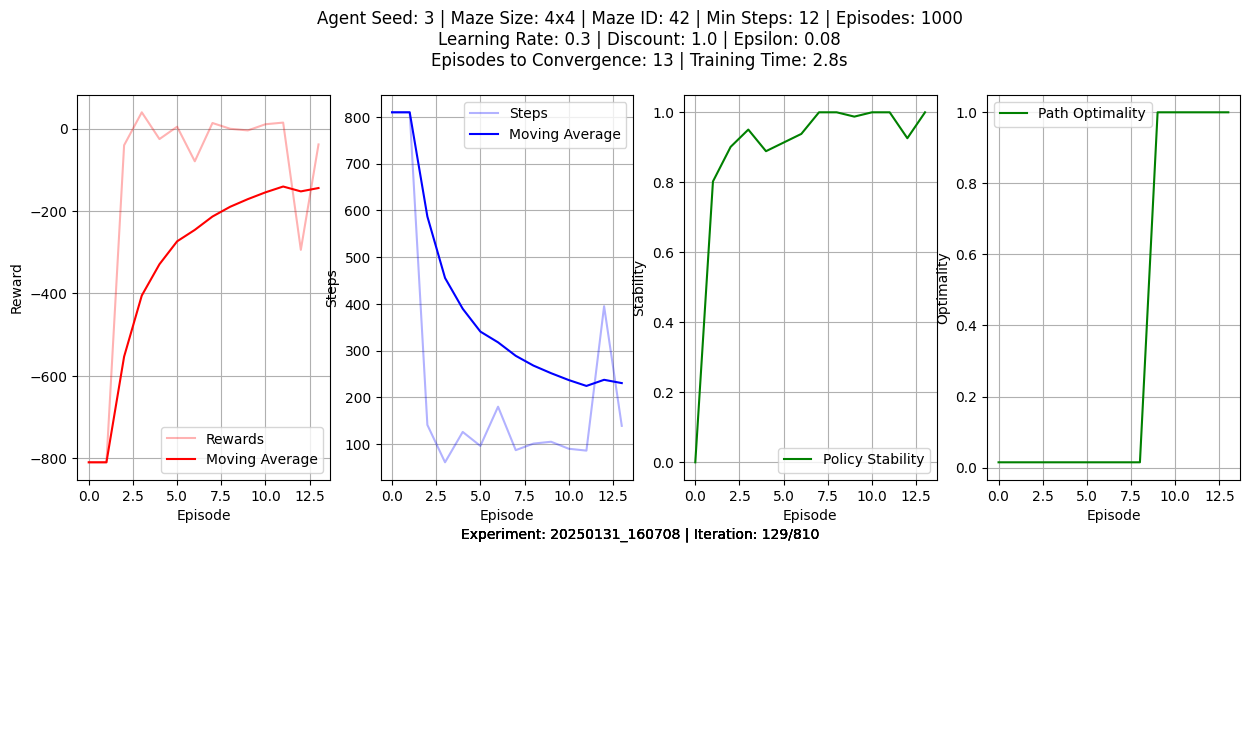 Agent Seed: 3 | Maze Size: 4x4 | Maze ID: 42 | Min Steps: 12 | Episodes: 1000
Learning Rate: 0.3 | Discount: 1.0 | Epsilon: 0.08
Episodes to Convergence: 13 | Training Time: 2.8s
Reward
0
−200
−400
−600
−800
Rewards
Moving Average
0.0 2.5 5.0 7.5 10.0 12.5
Episode
Steps
800
700
600
500
400
300
200
100
Steps
Moving Average
0.0 2.5 5.0 7.5 10.0 12.5
Episode
Stability
1.0
0.8
0.6
0.4
0.2
0.0
Policy Stability
0.0 2.5 5.0 7.5 10.0 12.5
Episode
Optimality
1.0
0.8
0.6
0.4
0.2
0.0
Path Optimality
0.0 2.5 5.0 7.5 10.0 12.5
Episode
Experiment: 20250131_160708 | Iteration: 129/810